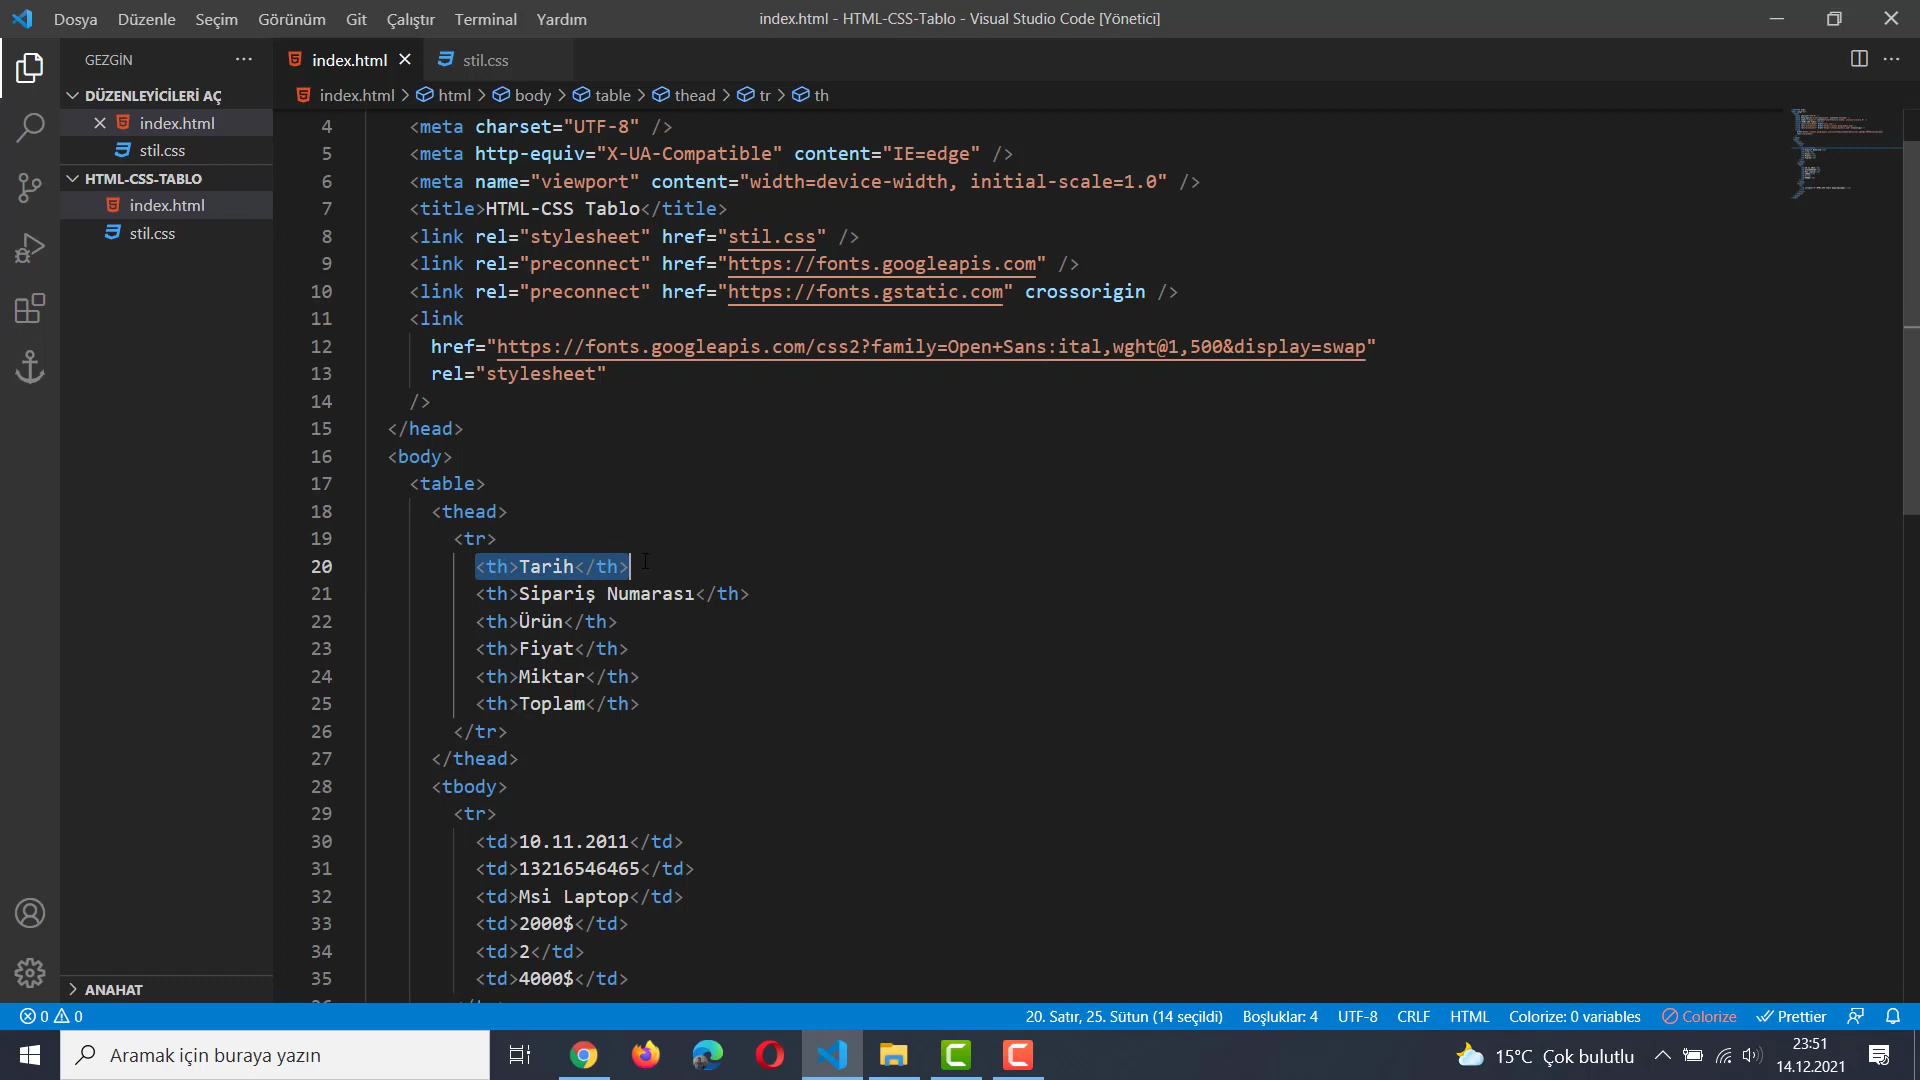 Dosya Düzenle Seçim Görünüm Git Çalıştır Terminal Yardım
index.html - HTML-CSS-Tablo - Visual Studio Code [Yönetici]
GEZGİN
index.html
stil.css
DÜZENLEYİCİLERİ AÇ
index.html
stil.css
HTML-CSS-TABLO
index.html
stil.css
ANAHAT
index.html > html > body > table > thead > tr > th
4 <meta charset="UTF-8" />
5 <meta http-equiv="X-UA-Compatible" content="IE=edge" />
6 <meta name="viewport" content="width=device-width, initial-scale=1.0" />
7 <title>HTML-CSS Tablo</title>
8 <link rel="stylesheet" href="stil.css" />
9 <link rel="preconnect" href="https://fonts.googleapis.com" />
10 <link rel="preconnect" href="https://fonts.gstatic.com" crossorigin />
11 <link
12 href="https://fonts.googleapis.com/css2?family=Open+Sans:ital,wght@1,500&display=swap"
13 rel="stylesheet"
14 />
15 </head>
16 <body>
17 <table>
18 <thead>
19 <tr>
20 <th>Tarih</th>
21 <th>Sipariş Numarası</th>
22 <th>Ürün</th>
23 <th>Fiyat</th>
24 <th>Miktar</th>
25 <th>Toplam</th>
26 </tr>
27 </thead>
28 <tbody>
29 <tr>
30 <td>10.11.2011</td>
31 <td>13216546465</td>
32 <td>Msi Laptop</td>
33 <td>2000$</td>
34 <td>2</td>
35 <td>4000$</td>
0 0
20. Satır, 25. Sütun (14 seçildi) Boşluklar: 4 UTF-8 CRLF HTML Colorize: 0 variables Colorize Prettier
Aramak için buraya yazın
15°C Çok bulutlu
23:51
14.12.2021